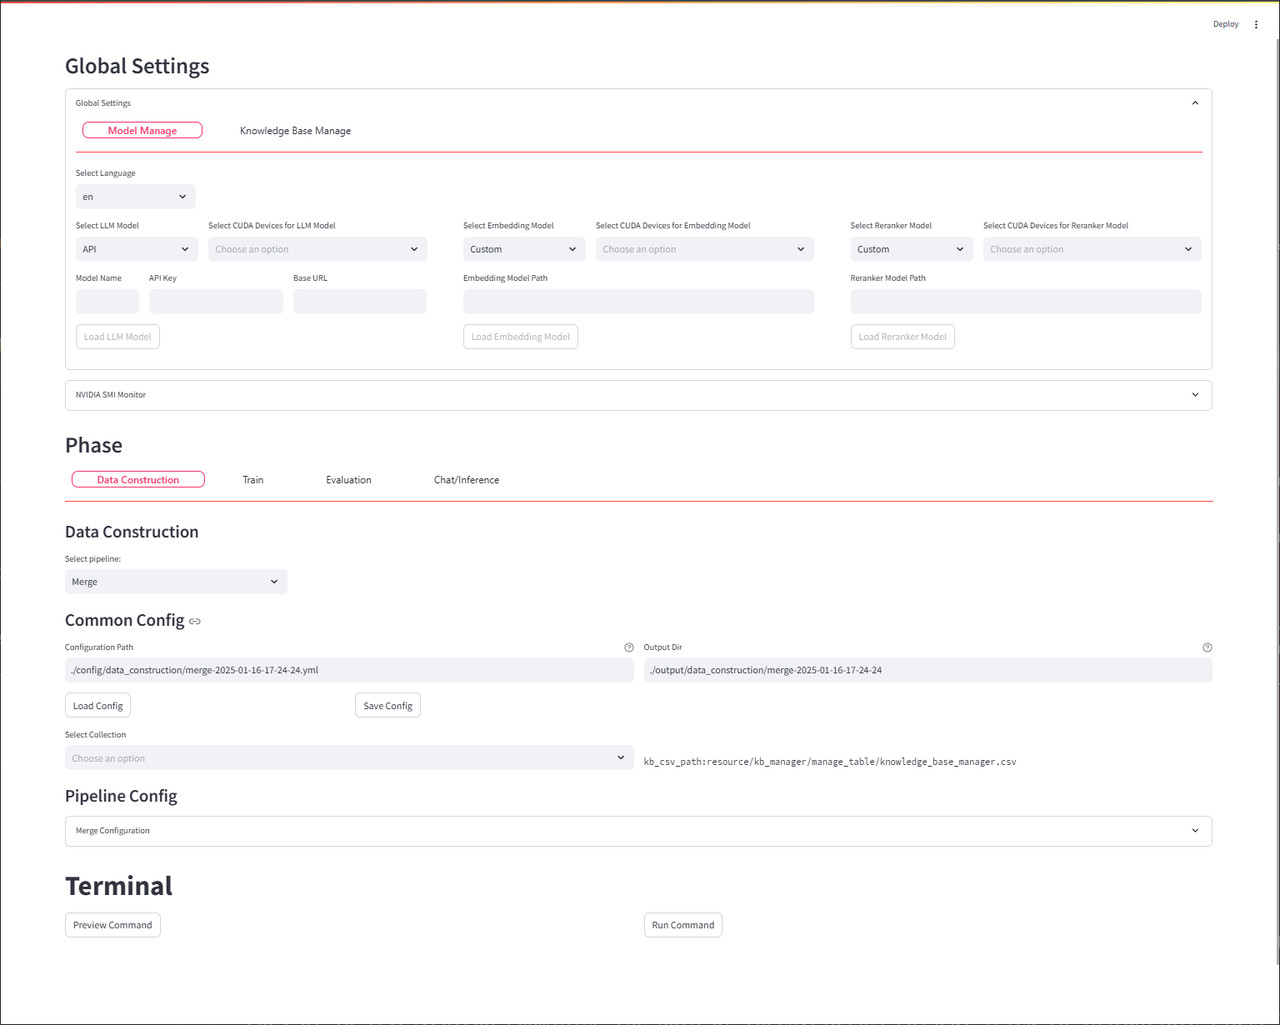 Deploy
Global Settings
Global Settings
Model Manage
Knowledge Base Manage
Select Language
en
Select LLM Model
Select CUDA Devices for LLM Model
Select Embedding Model
Select CUDA Devices for Embedding Model
Select Reranker Model
Select CUDA Devices for Reranker Model
API
Choose an option
Custom
Choose an option
Custom
Choose an option
Model Name
API Key
Base URL
Embedding Model Path
Reranker Model Path
Load LLM Model
Load Embedding Model
Load Reranker Model
NVIDIA SMI Monitor
Phase
Data Construction
Train
Evaluation
Chat/Inference
Data Construction
Select pipeline:
Merge
Common Config
Configuration Path
Output Dir
./config/data_construction/merge-2025-01-16-17-24-24.yml
./output/data_construction/merge-2025-01-16-17-24-24
Load Config
Save Config
Select Collection
Choose an option
kb_csv_path:resource/kb_manager/manage_table/knowledge_base_manager.csv
Pipeline Config
Merge Configuration
Terminal
Preview Command
Run Command